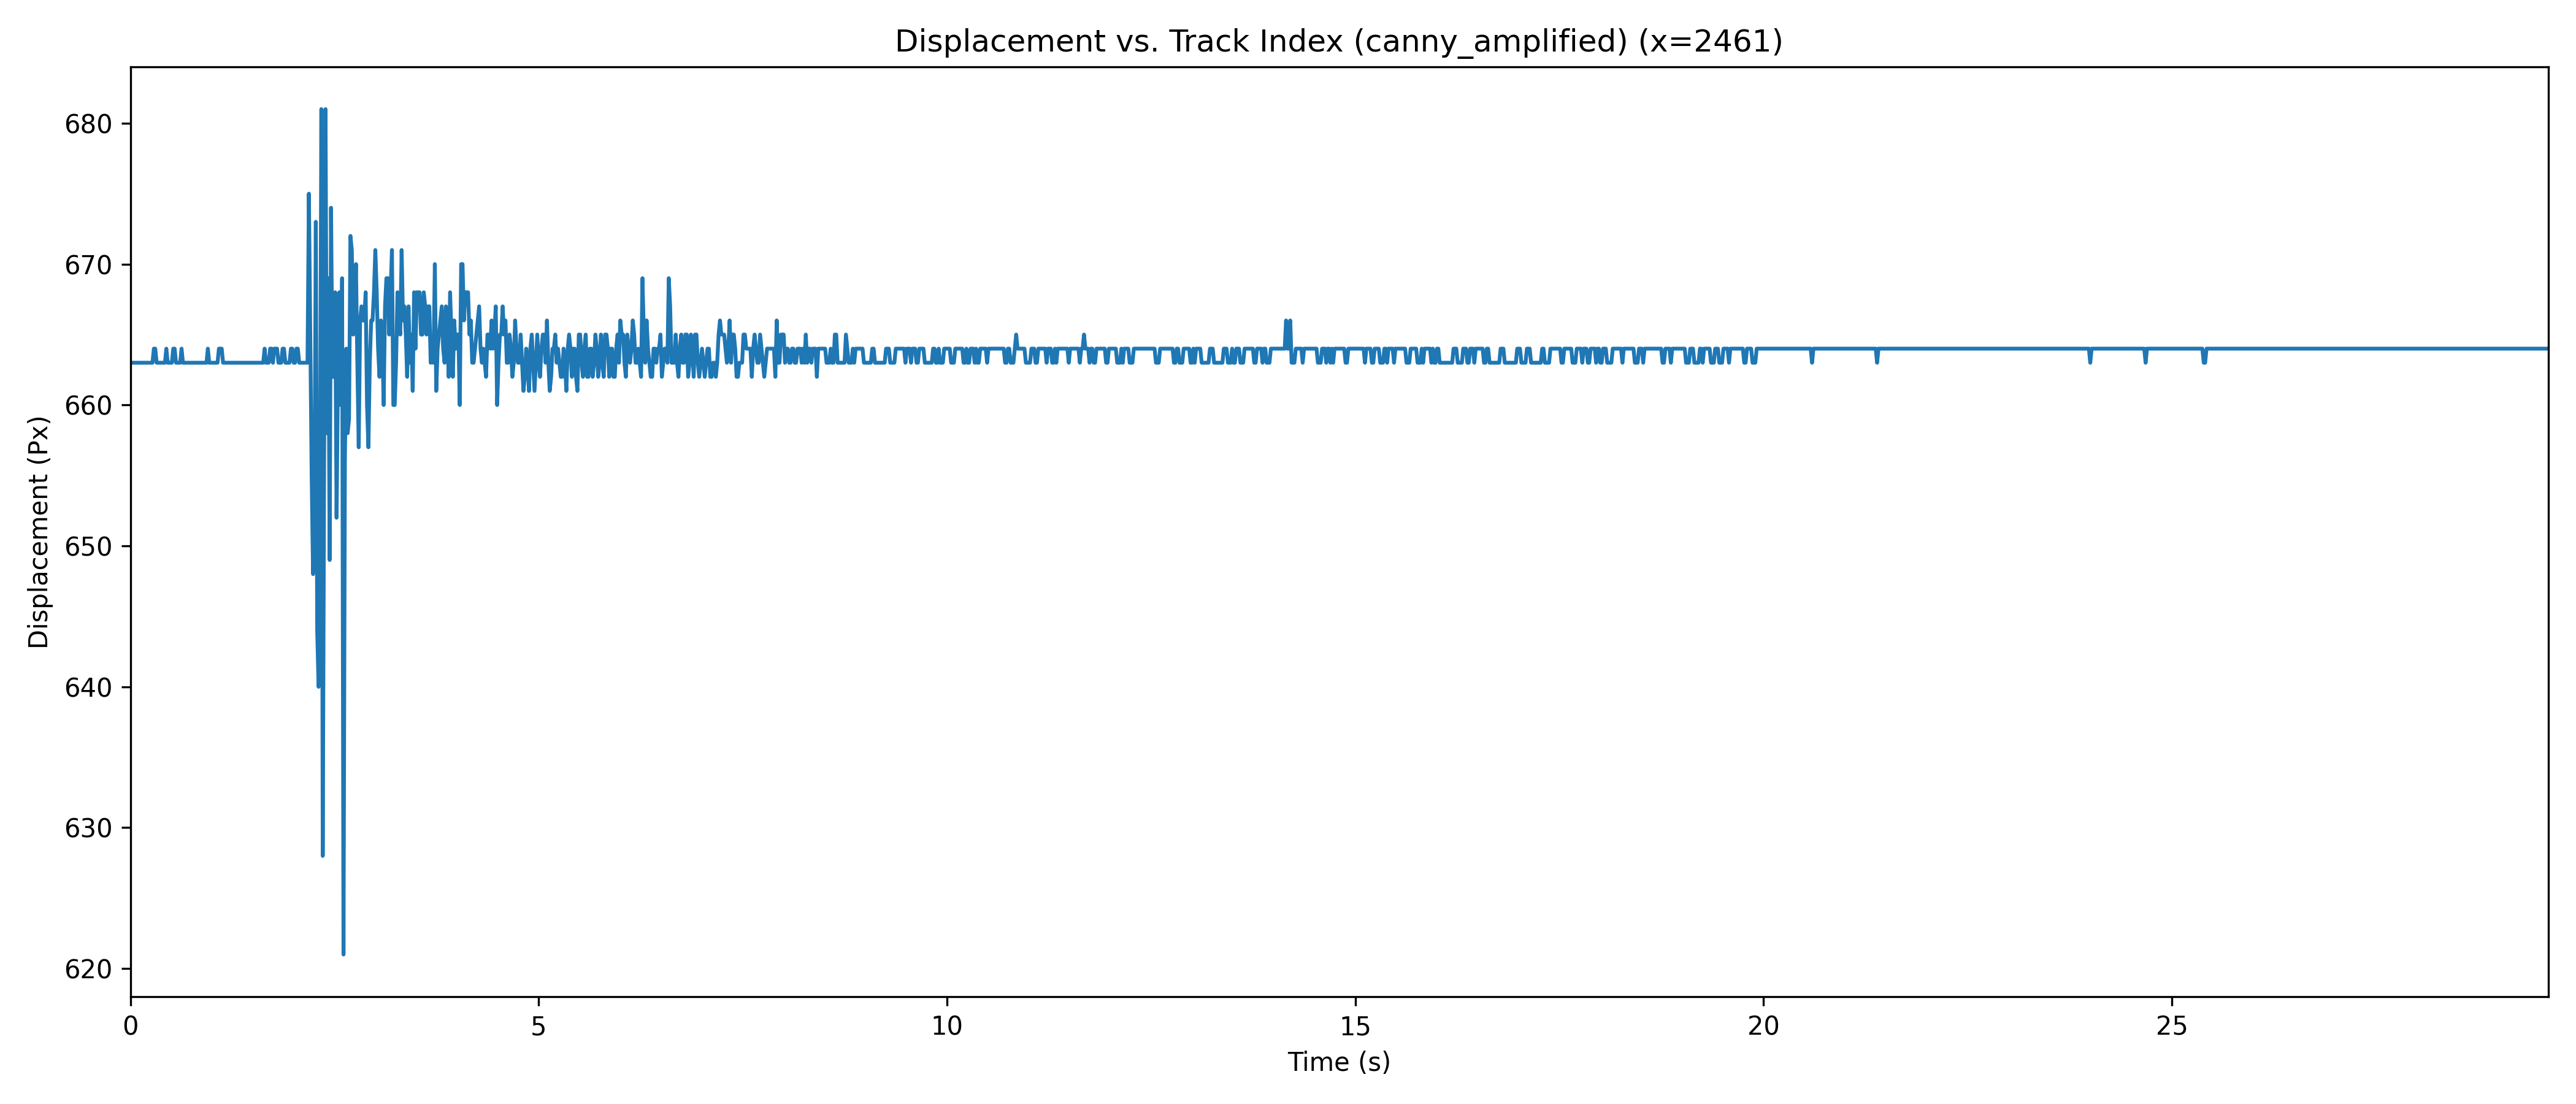 Displacement vs. Track Index (canny_amplified) (x=2461)
680
670
660
650
640
630
620
Displacement (Px)
0 5 10 15 20 25
Time (s)